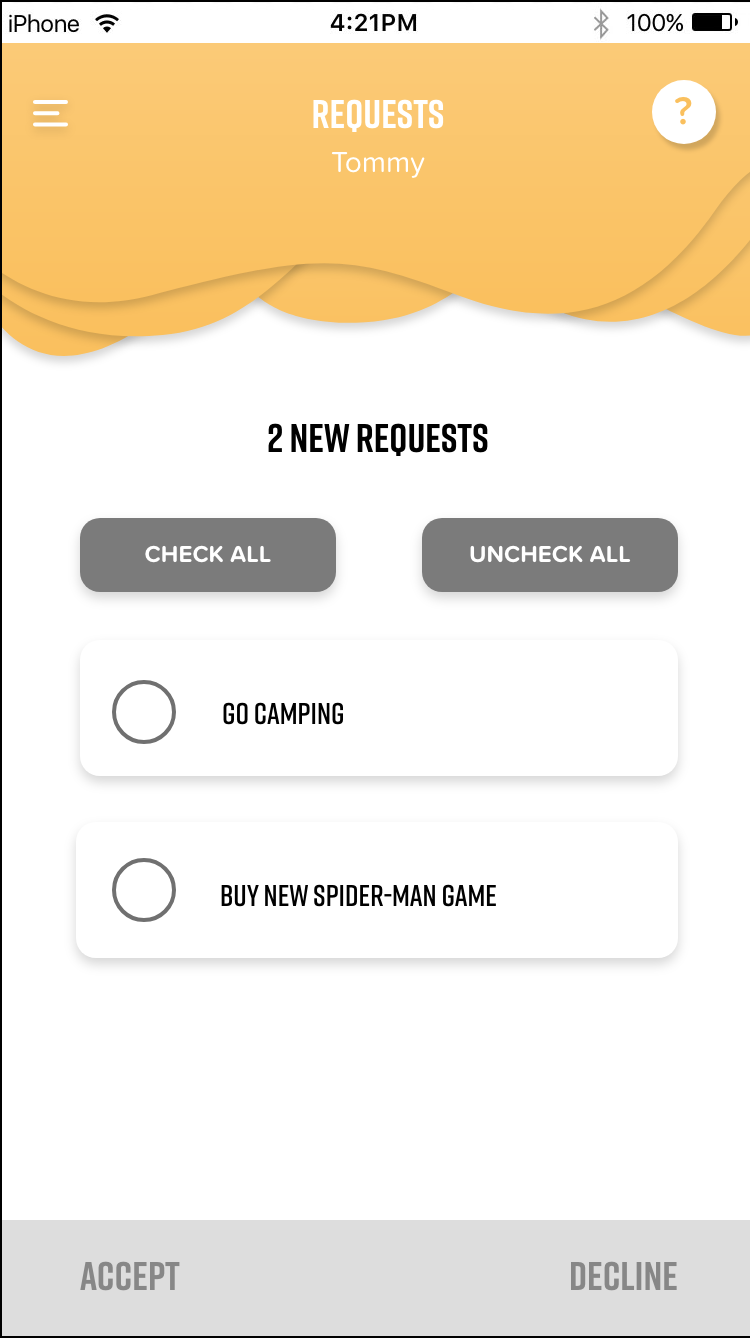 iPhone 4:21PM 100%
REQUESTS
?
Tommy
2 NEW REQUESTS
CHECK ALL UNCHECK ALL
GO CAMPING
BUY NEW SPIDER-MAN GAME
ACCEPT DECLINE